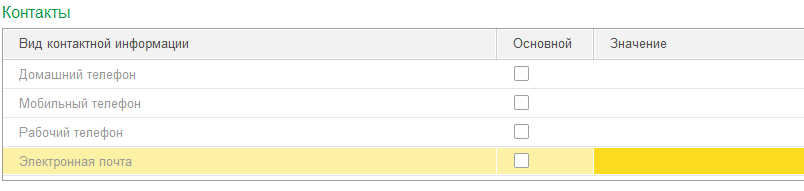 Контакты
Вид контактной информации Основной Значение
Домашний телефон
Мобильный телефон
Рабочий телефон
Электронная почта